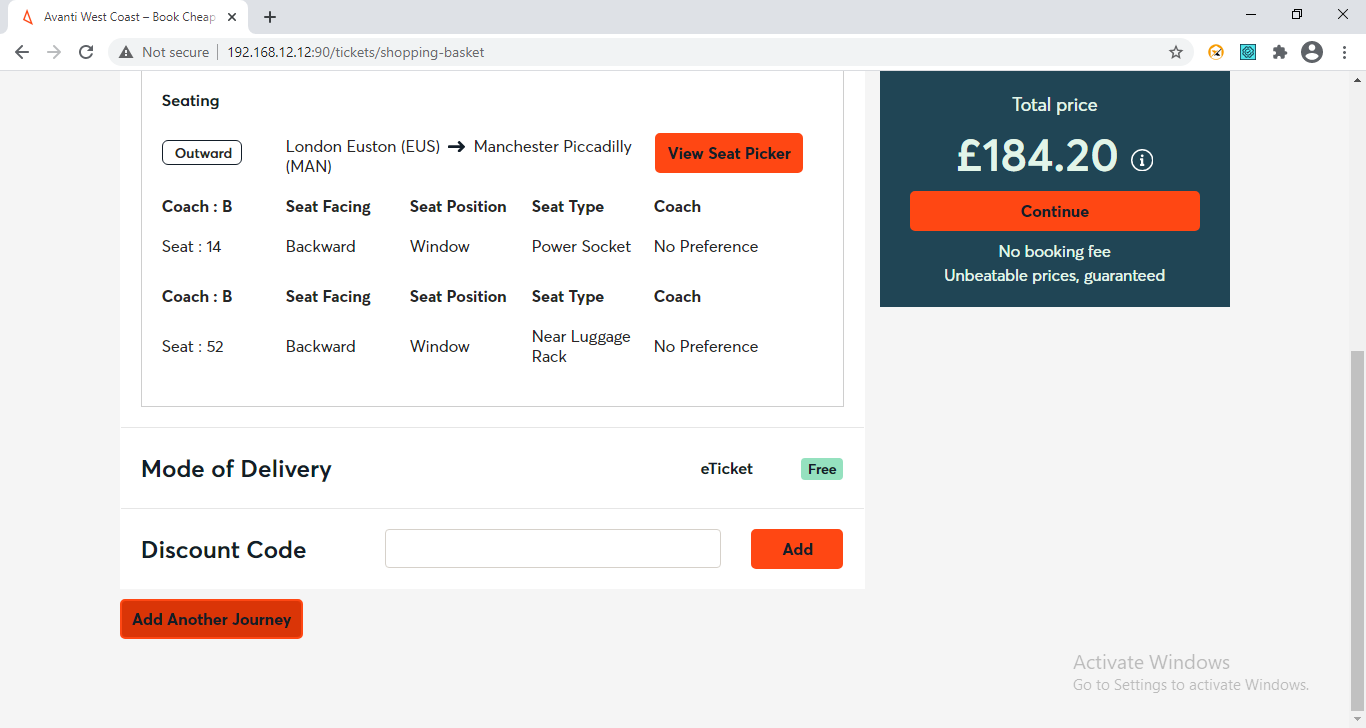 Avanti West Coast – Book Cheap
Not secure
192.168.12.12:90/tickets/shopping-basket
Seating
Outward
London Euston (EUS) → Manchester Piccadilly
(MAN)
View Seat Picker
Coach : B Seat Facing Seat Position Seat Type Coach
Seat : 14 Backward Window Power Socket No Preference
Coach : B Seat Facing Seat Position Seat Type Coach
Seat : 52 Backward Window Near Luggage
Rack
No Preference
Mode of Delivery eTicket Free
Discount Code Add
Add Another Journey
Total price
£184.20
Continue
No booking fee
Unbeatable prices, guaranteed
Activate Windows
Go to Settings to activate Windows.